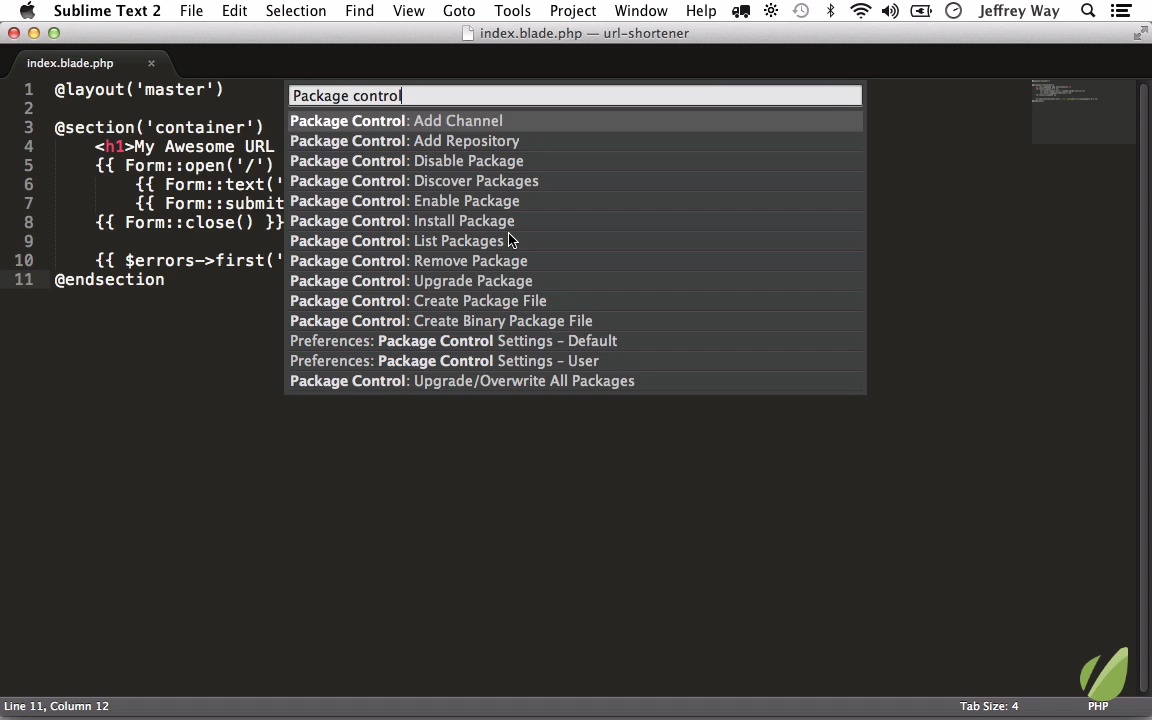 Sublime Text 2 File Edit Selection Find View Goto Tools Project Window Help Jeffrey Way
index.blade.php — url-shortener
index.blade.php ×
Package control
1 @layout('master')
2
3 @section('container')
4 <h1>My Awesome URL
5 {{ Form::open('/')
6 {{ Form::text('
7 {{ Form::submit
8 {{ Form::close() }}
9
10 {{ $errors->first('
11 @endsection
Package Control: Add Channel
Package Control: Add Repository
Package Control: Disable Package
Package Control: Discover Packages
Package Control: Enable Package
Package Control: Install Package
Package Control: List Packages
Package Control: Remove Package
Package Control: Upgrade Package
Package Control: Create Package File
Package Control: Create Binary Package File
Preferences: Package Control Settings – Default
Preferences: Package Control Settings – User
Package Control: Upgrade/Overwrite All Packages
Line 11, Column 12 Tab Size: 4 PHP